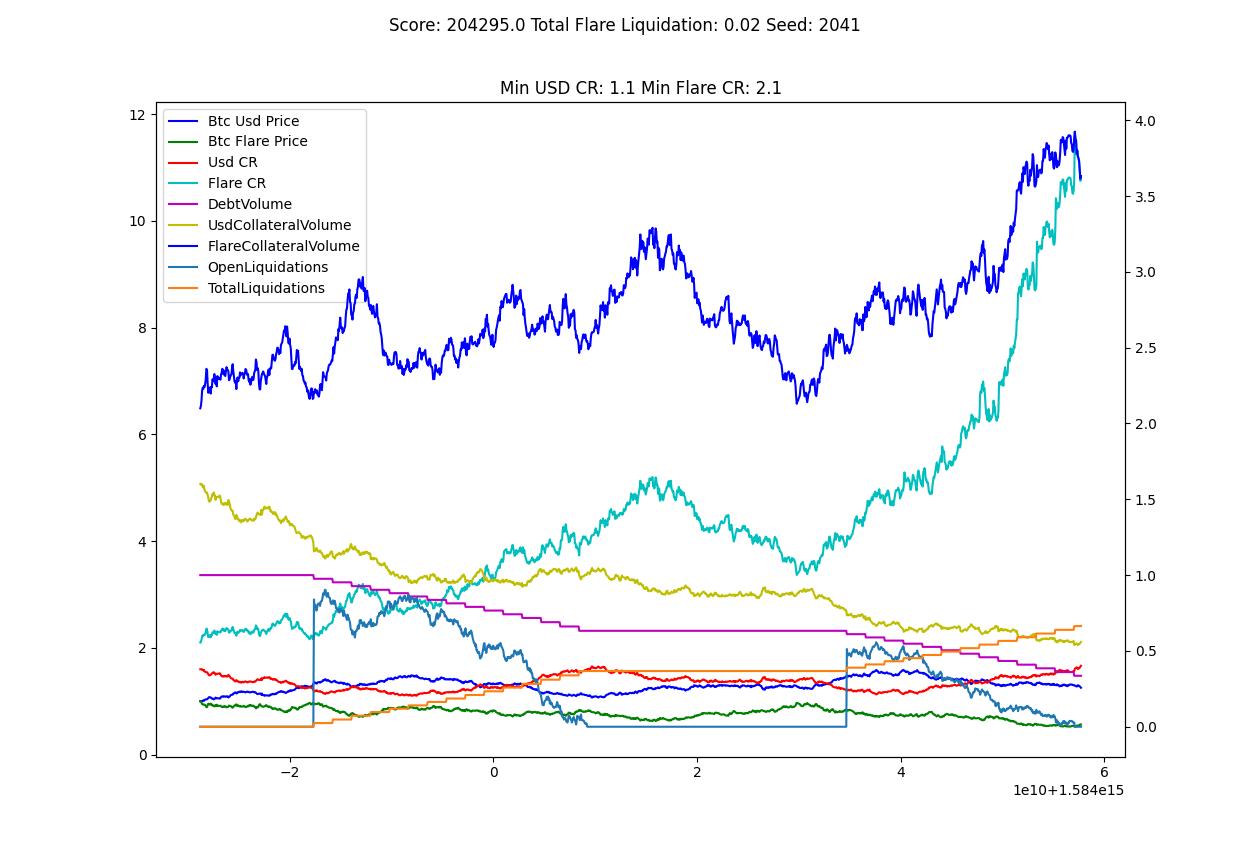 Score: 204295.0 Total Flare Liquidation: 0.02 Seed: 2041
Min USD CR: 1.1 Min Flare CR: 2.1
Btc Usd Price
Btc Flare Price
Usd CR
Flare CR
DebtVolume
UsdCollateralVolume
FlareCollateralVolume
OpenLiquidations
TotalLiquidations
12
10
8
6
4
2
0
4.0
3.5
3.0
2.5
2.0
1.5
1.0
0.5
0.0
−2 0 2 4 6
1e10+1.584e15